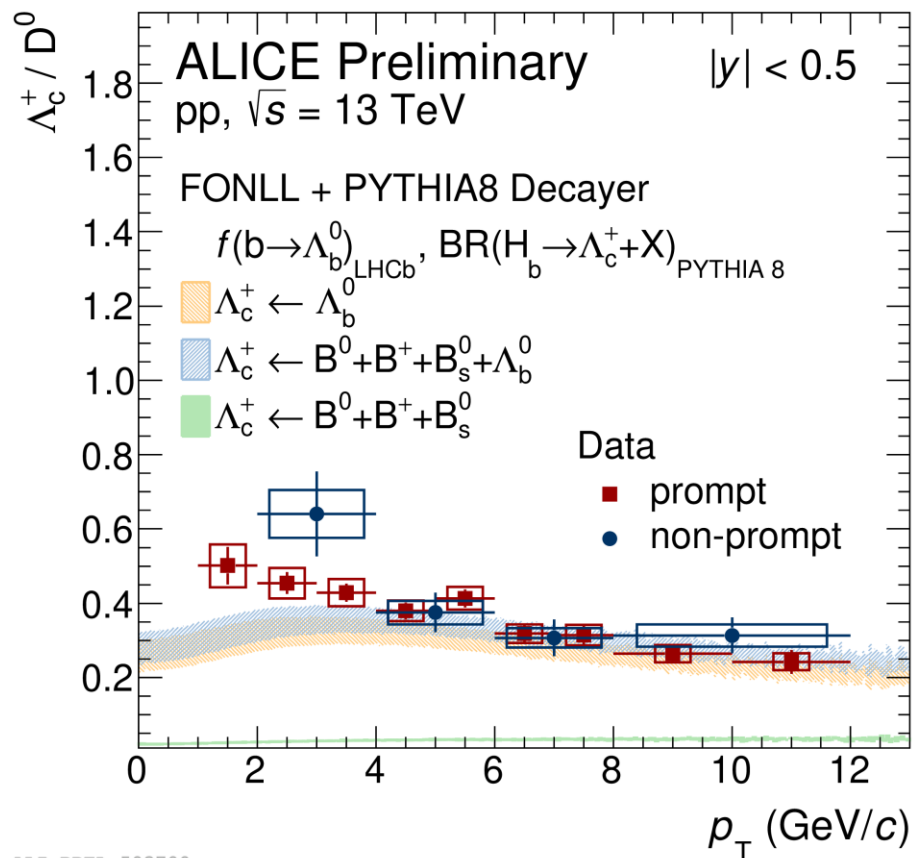 Λc+ / D0
ALICE Preliminary |y| < 0.5
pp, √s = 13 TeV
FONLL + PYTHIA8 Decayer
f(b→Λb0)LHCb, BR(Hb→Λc++X)PYTHIA 8
Λc+ ← Λb0
Λc+ ← B0+B++Bs0+Λb0
Λc+ ← B0+B++Bs0
Data
prompt
non-prompt
1.8
1.6
1.4
1.2
1.0
0.8
0.6
0.4
0.2
0 2 4 6 8 10 12
pT (GeV/c)